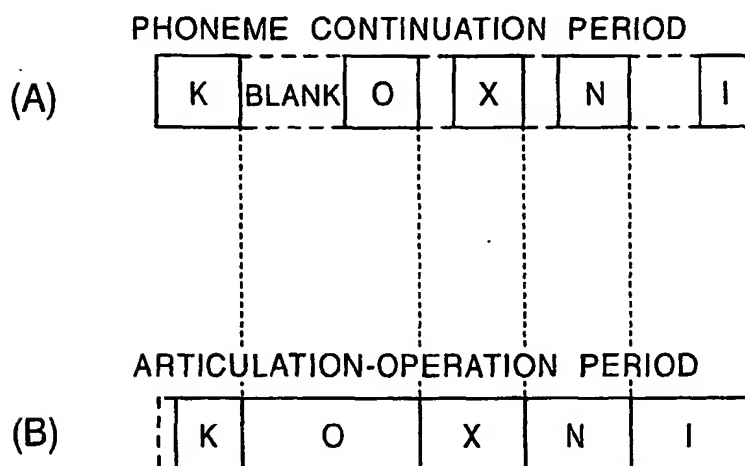 PHONEME CONTINUATION PERIOD
(A) K BLANK O X N I
ARTICULATION-OPERATION PERIOD
(B) K O X N I